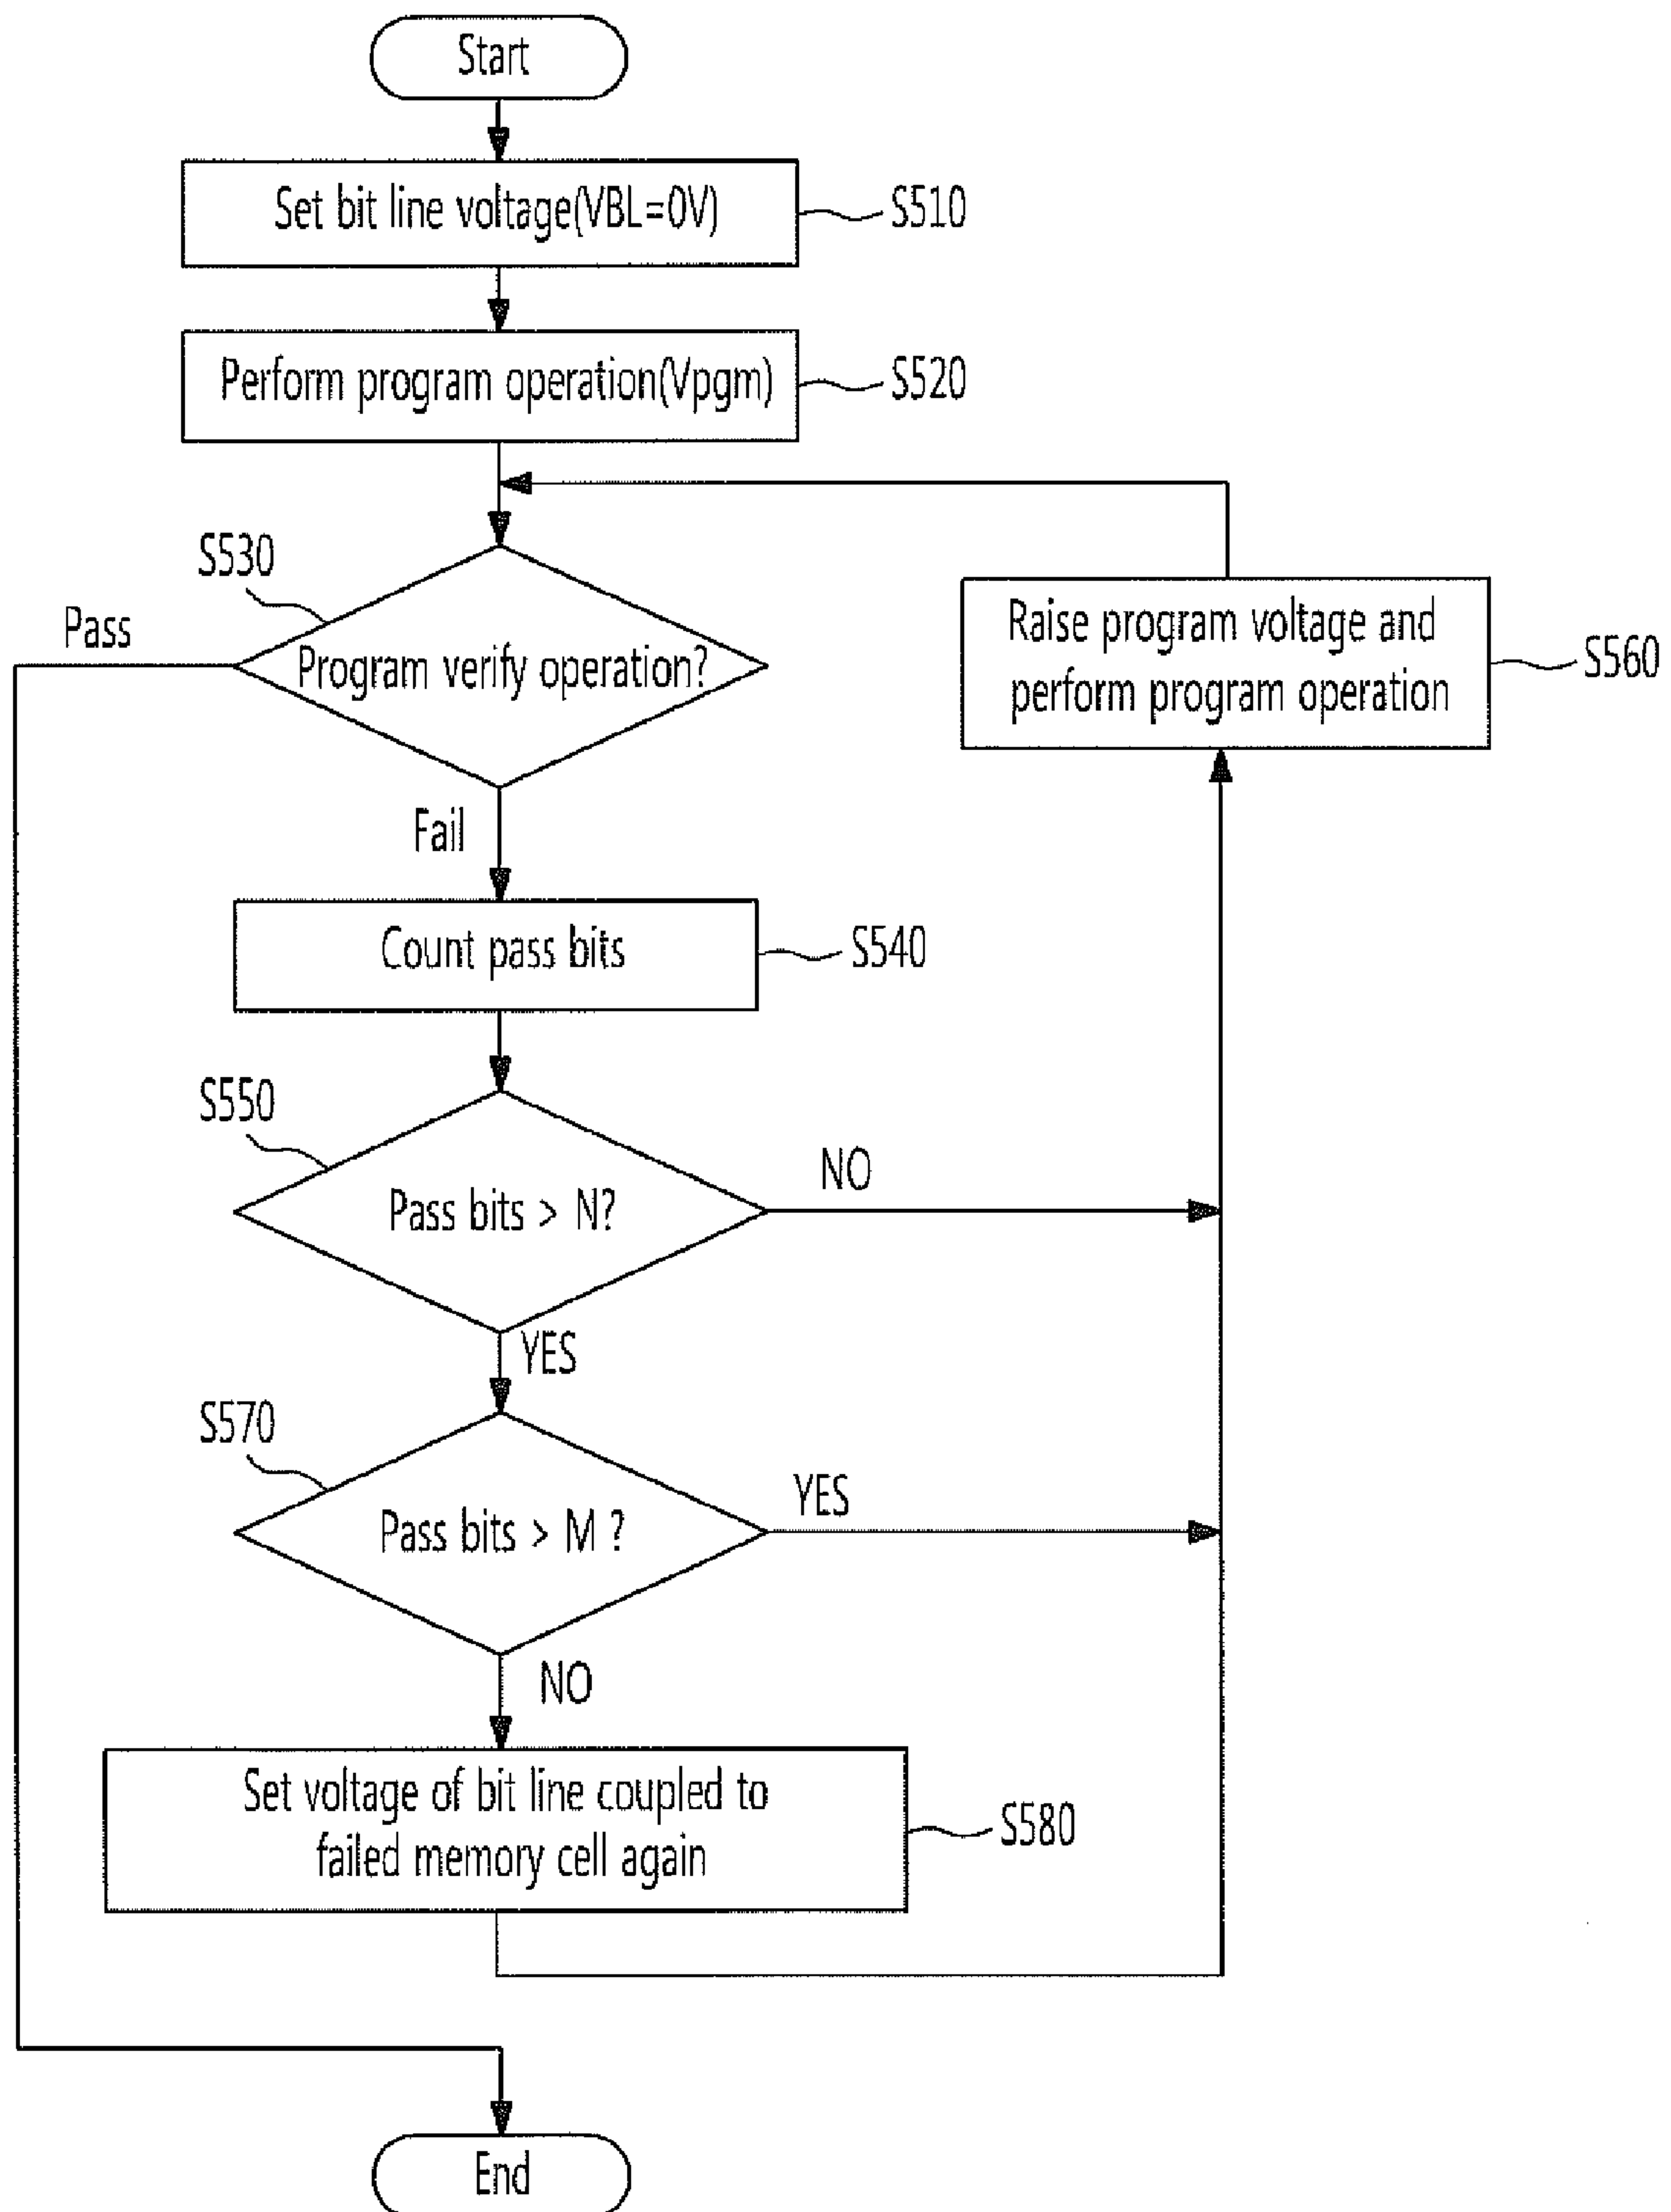 Start
Set bit line voltage(VBL=0V)
S510
Perform program operation(Vpgm)
S520
S530
Pass
Program verify operation?
Raise program voltage and
perform program operation
S560
Fail
Count pass bits
S540
S550
Pass bits > N?
NO
YES
S570
Pass bits > M ?
YES
NO
Set voltage of bit line coupled to
failed memory cell again
S580
End